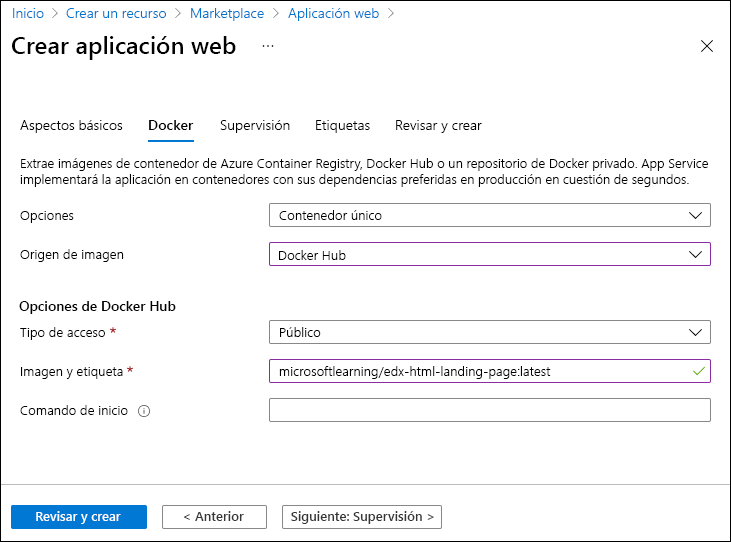 Inicio > Crear un recurso > Marketplace > Aplicación web >
Crear aplicación web ...
Aspectos básicos Docker Supervisión Etiquetas Revisar y crear
Extrae imágenes de contenedor de Azure Container Registry, Docker Hub o un repositorio de Docker privado. App Service
implementará la aplicación en contenedores con sus dependencias preferidas en producción en cuestión de segundos.
Opciones Contenedor único
Origen de imagen Docker Hub
Opciones de Docker Hub
Tipo de acceso * Público
Imagen y etiqueta * microsoftlearning/edx-html-landing-page:latest
Comando de inicio
Revisar y crear < Anterior Siguiente: Supervisión >